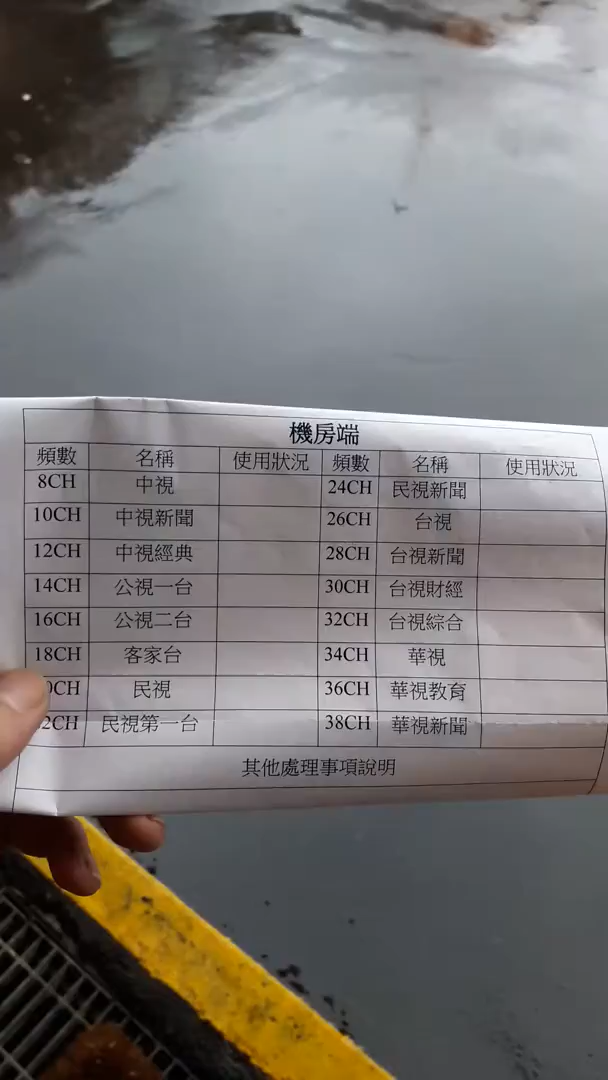 機房端
頻數 名稱 使用狀況 頻數 名稱 使用狀況
8CH 中視 24CH 民視新聞
10CH 中視新聞 26CH 台視
12CH 中視經典 28CH 台視新聞
14CH 公視一台 30CH 台視財經
16CH 公視二台 32CH 台視綜合
18CH 客家台 34CH 華視
0CH 民視 36CH 華視教育
2CH 民視第一台 38CH 華視新聞
其他處理事項說明